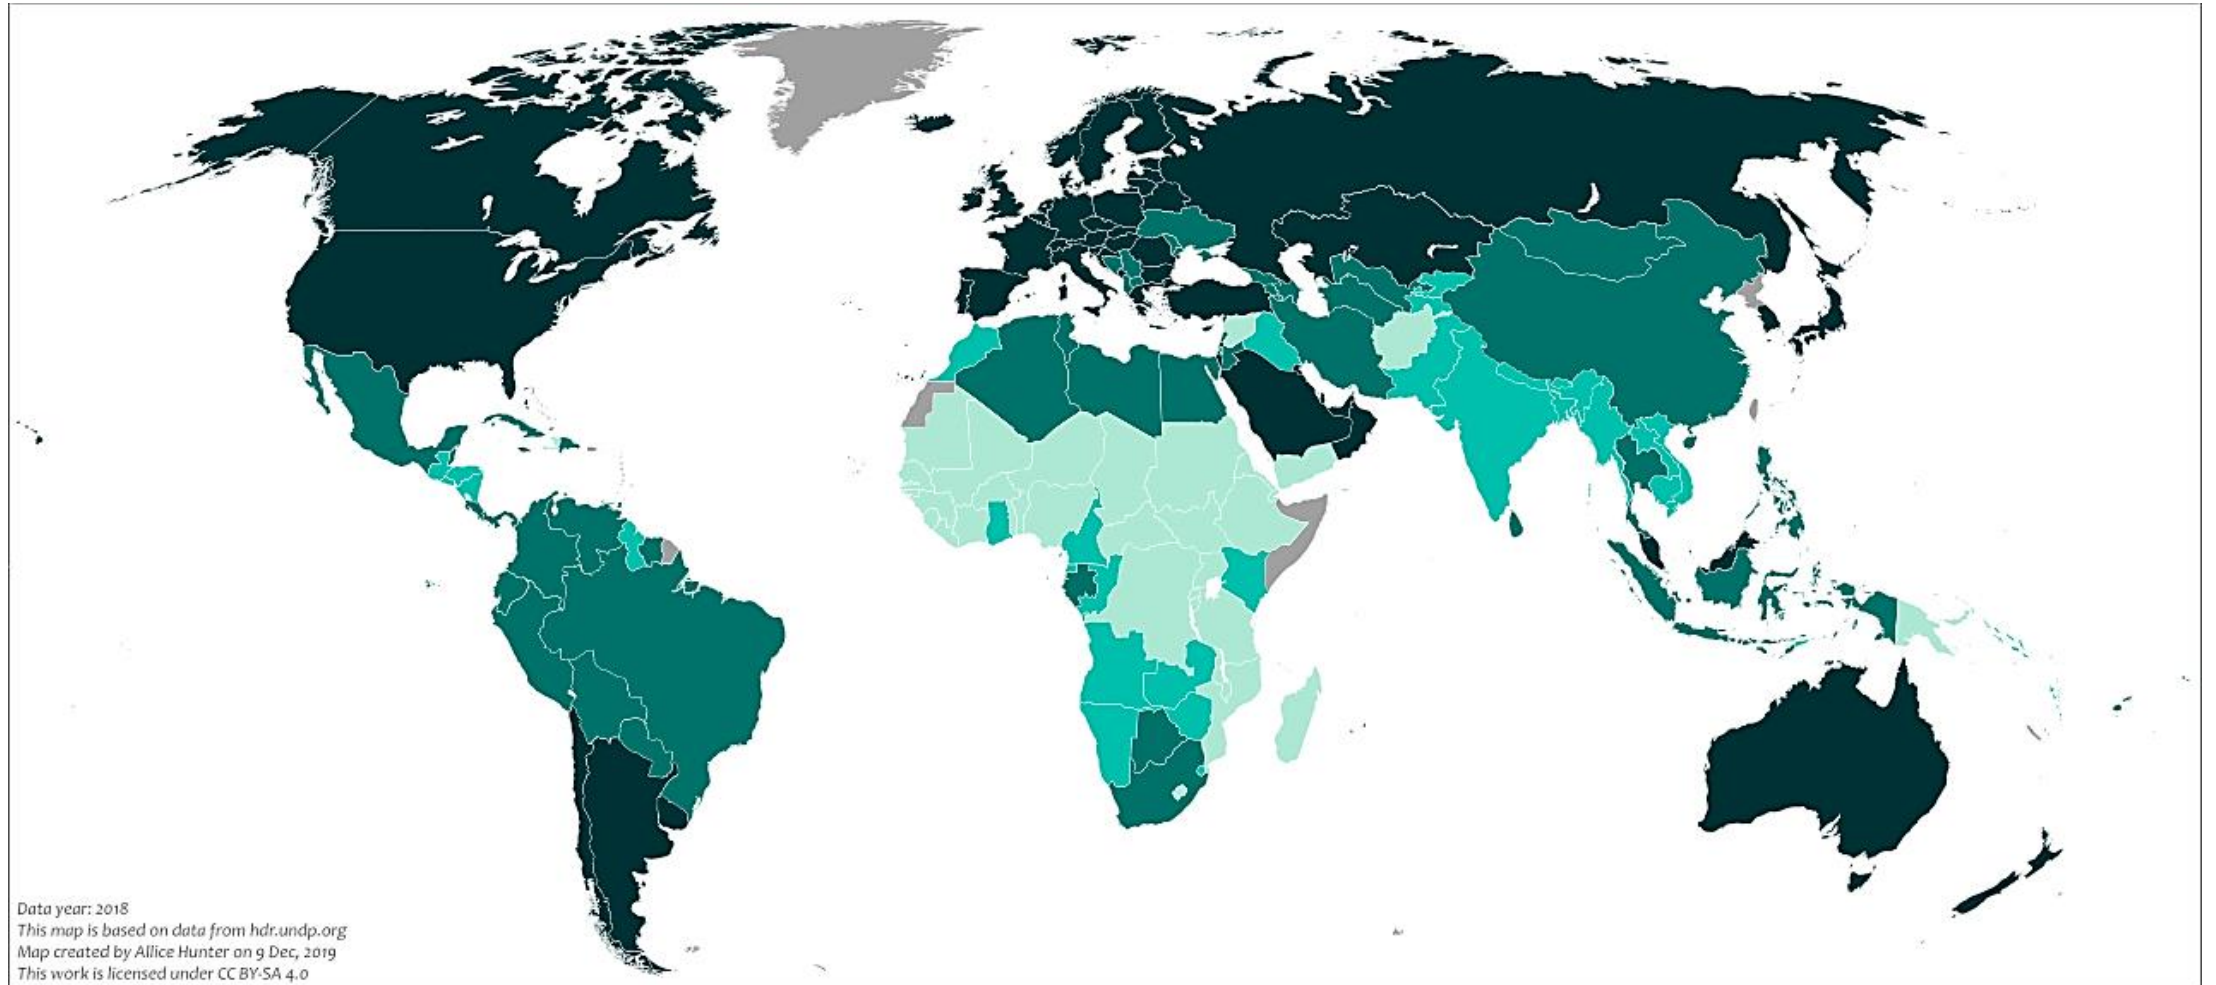 Data year: 2018
This map is based on data from hdr.undp.org
Map created by Allice Hunter on 9 Dec, 2019
This work is licensed under CC BY-SA 4.0